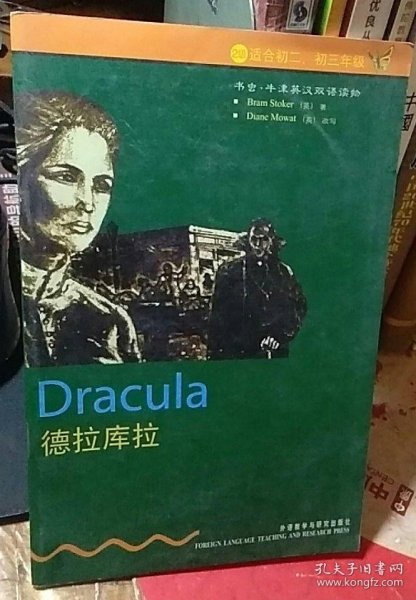 2级 适合初二、初三年级
书虫·牛津英汉双语读物
■ Bram Stoker (英) 著
■ Diane Mowat (英) 改写
Dracula
德拉库拉
外语教学与研究出版社
FOREIGN LANGUAGE TEACHING AND RESEARCH PRESS
孔夫子旧书网
www.kongfz.com